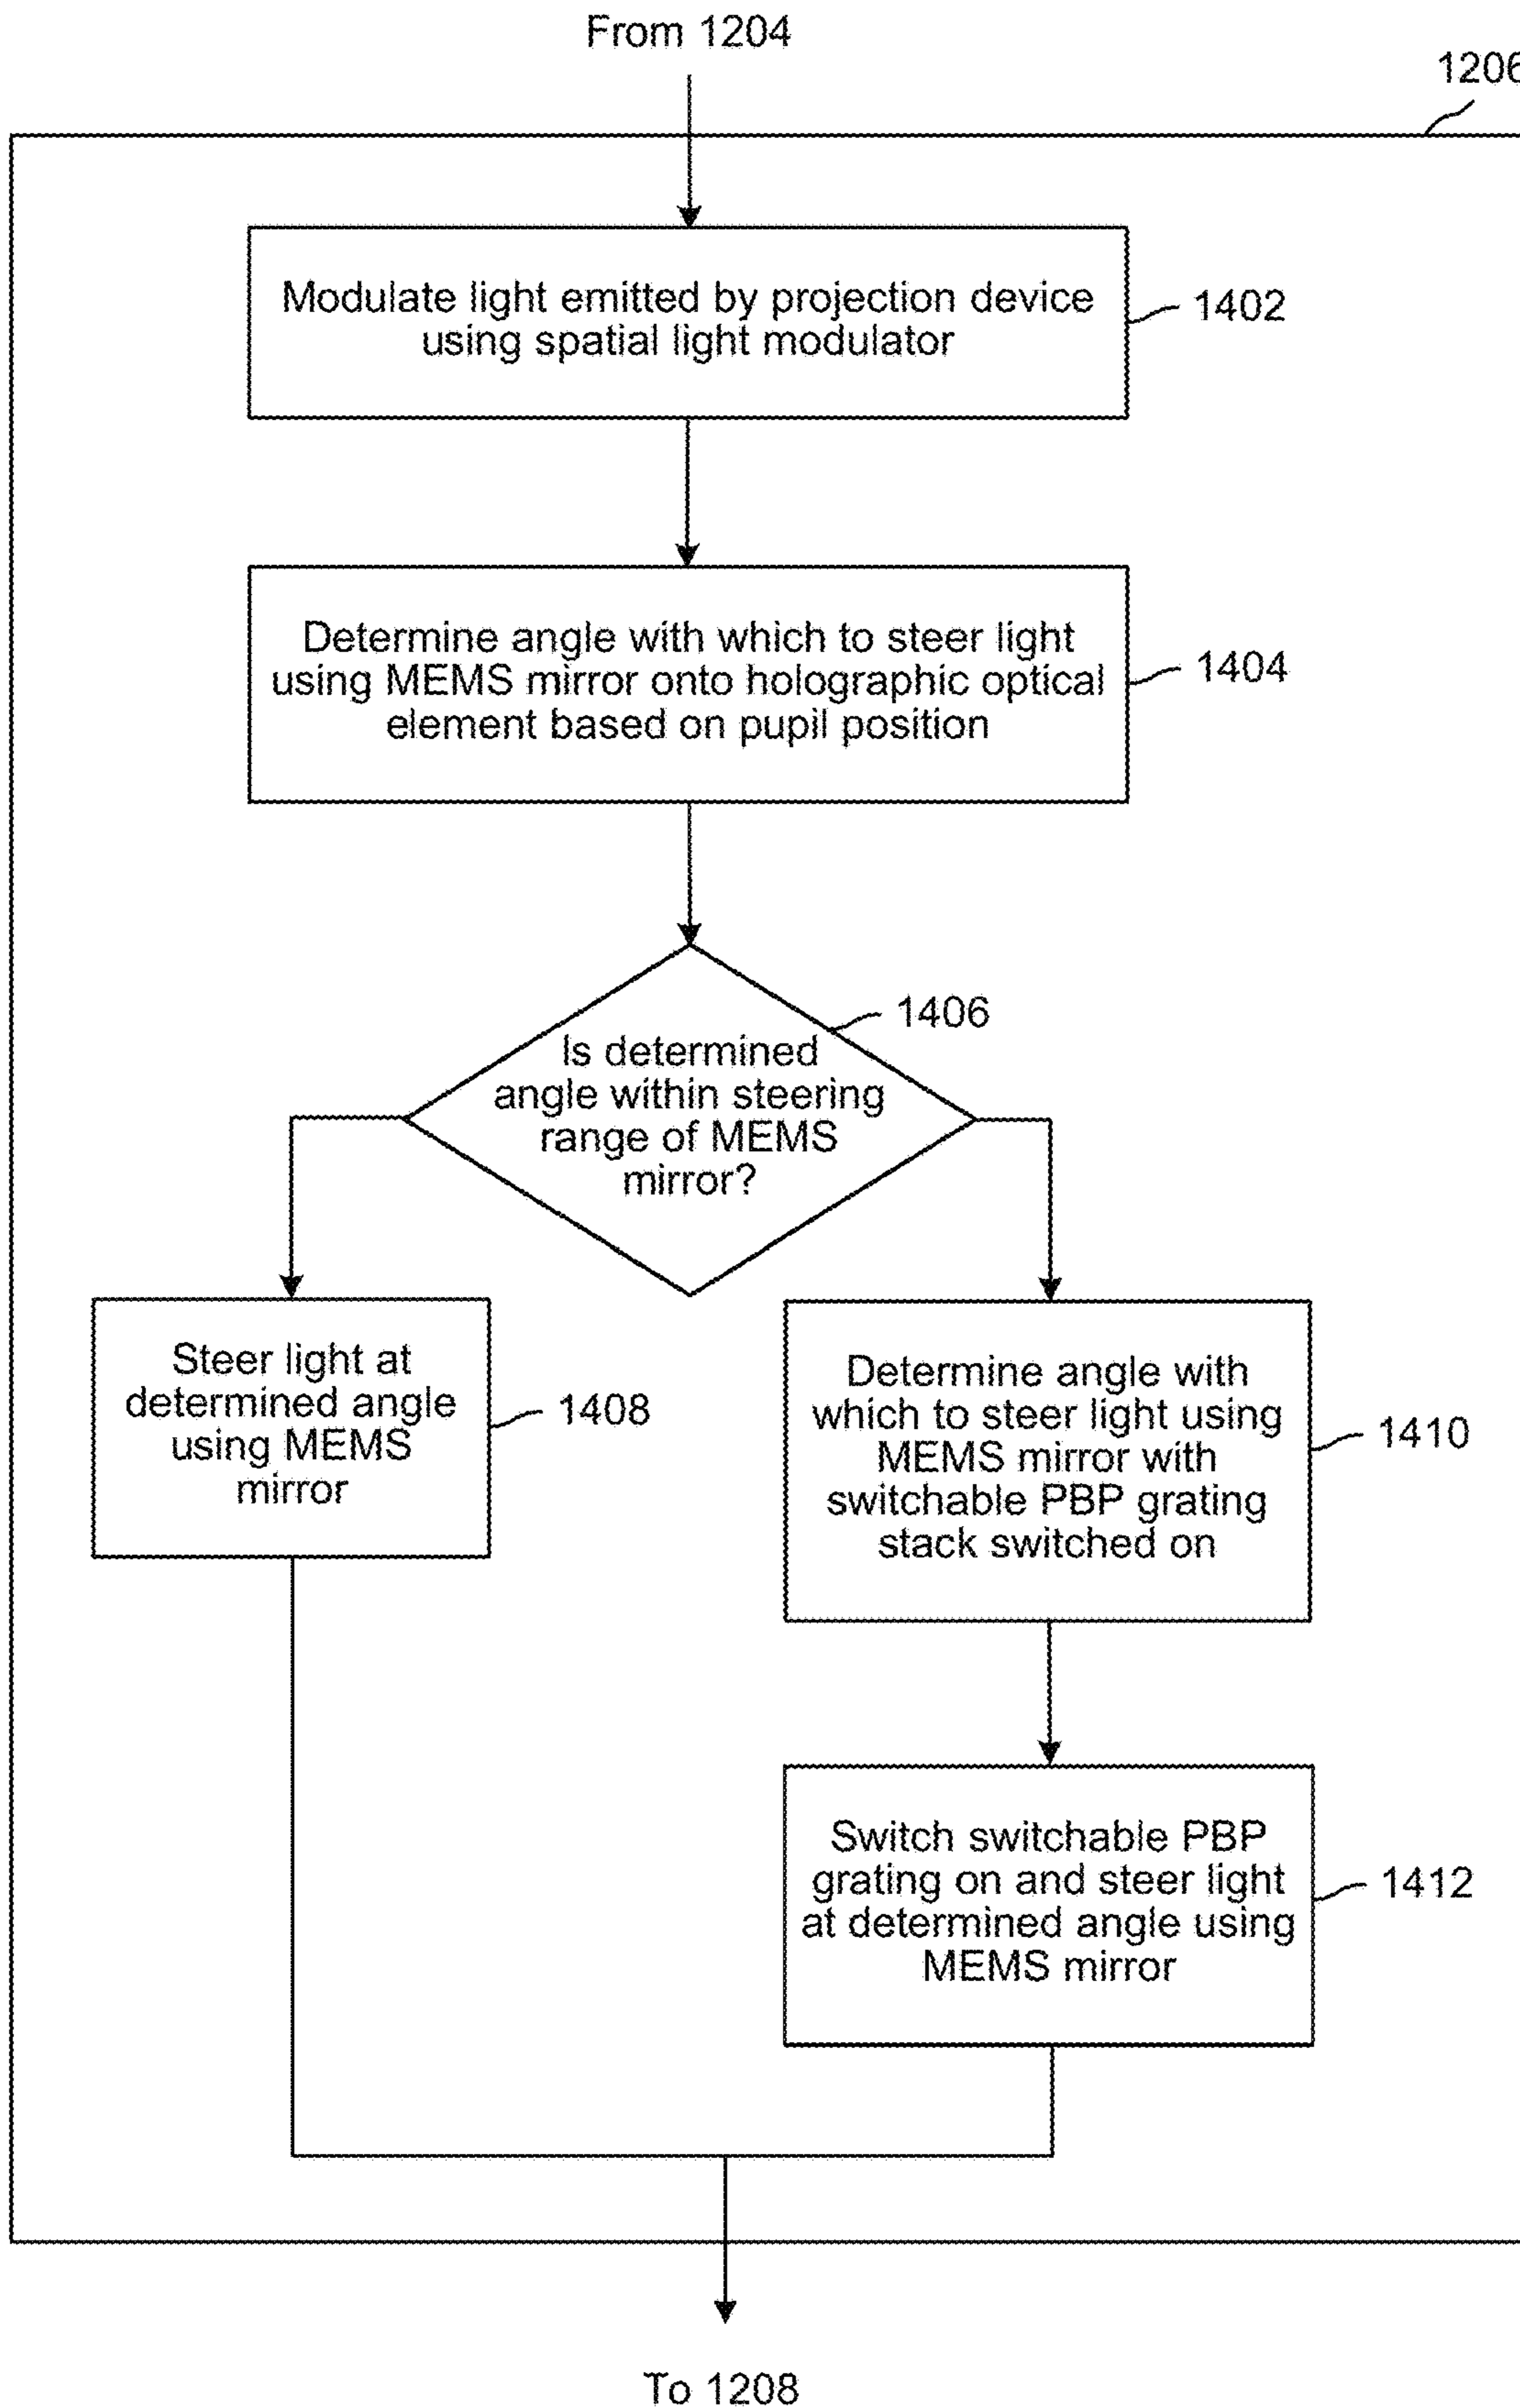 From 1204
1206
Modulate light emitted by projection device
using spatial light modulator
1402
Determine angle with which to steer light
using MEMS mirror onto holographic optical
element based on pupil position
1404
1406
Is determined
angle within steering
range of MEMS
mirror?
Steer light at
determined angle
using MEMS
mirror
1408
Determine angle with
which to steer light using
MEMS mirror with
switchable PBP grating
stack switched on
1410
Switch switchable PBP
grating on and steer light
at determined angle using
MEMS mirror
1412
To 1208